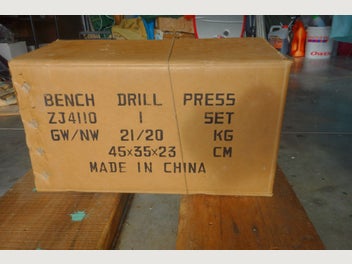 BENCH DRILL PRESS
ZJ4110 1 SET
GW/NW 21/20 KG
45×35×23 CM
MADE IN CHINA